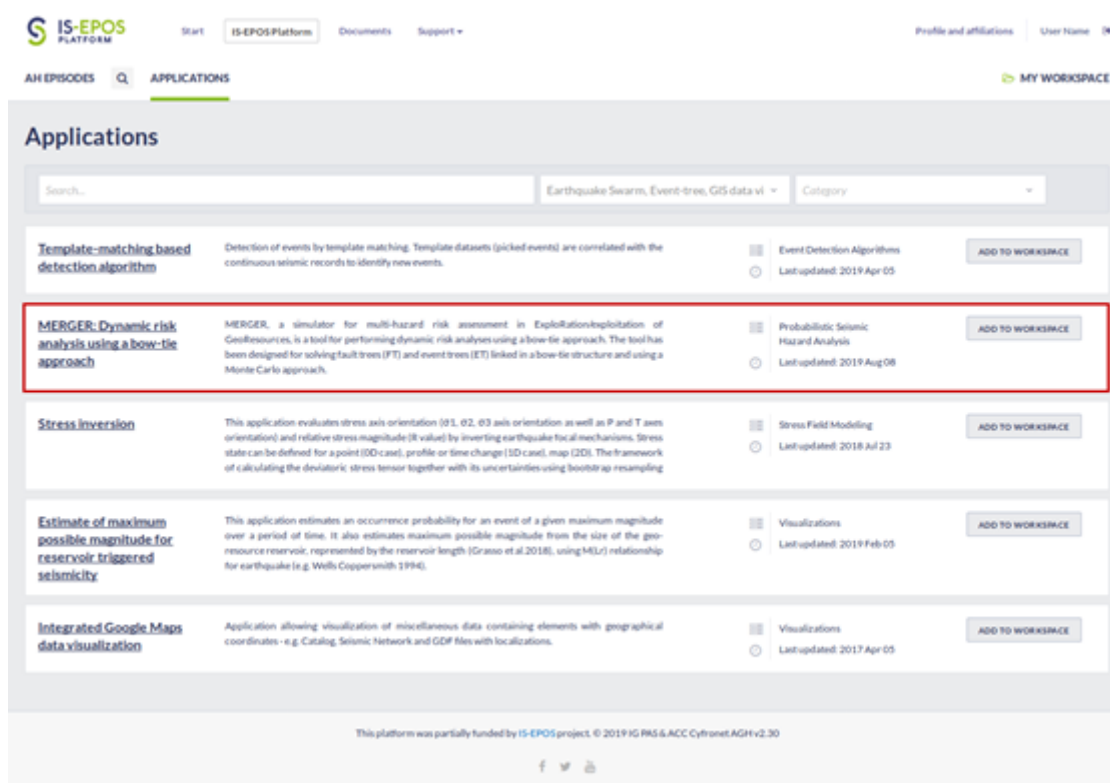 IS-EPOS
PLATFORM
Start
IS-EPOS Platform
Documents
Support
Profile and affiliations
User Name
AH EPISODES
APPLICATIONS
MY WORKSPACE
Applications
Search...
Earthquake Swarm, Event-tree, GIS data vi
Category
Template-matching based
detection algorithm
Detection of events by template matching. Template datasets (picked events) are correlated with the
continuous seismic records to identify new events.
Event Detection Algorithms
Last updated: 2019 Apr 05
ADD TO WORKSPACE
MERGER: Dynamic risk
analysis using a bow-tie
approach
MERGER, a simulator for multi-hazard risk assessment in ExploRation/exploitation of
GeoResources, is a tool for performing dynamic risk analyses using a bow-tie approach. The tool has
been designed for solving fault trees (FT) and event trees (ET) linked in a bow-tie structure and using a
Monte Carlo approach.
Probabilistic Seismic
Hazard Analysis
Last updated: 2019 Aug 08
ADD TO WORKSPACE
Stress inversion
This application evaluates stress axis orientation (σ1, σ2, σ3 axis orientation as well as P and T axes
orientation) and relative stress magnitude (R value) by inverting earthquake focal mechanisms. Stress
state can be defined for a point (0D case), profile or time change (1D case), map (2D). The framework
of calculating the deviatoric stress tensor together with its uncertainties using bootstrap resampling
Stress Field Modeling
Last updated: 2018 Jul 23
ADD TO WORKSPACE
Estimate of maximum
possible magnitude for
reservoir triggered
seismicity
This application estimates an occurrence probability for an event of a given maximum magnitude
over a period of time. It also estimates maximum possible magnitude from the size of the geo-
resource reservoir, represented by the reservoir length (Grasso et al. 2018), using M(Lr) relationship
for earthquake (e.g. Wells Coppersmith 1994).
Visualizations
Last updated: 2019 Feb 05
ADD TO WORKSPACE
Integrated Google Maps
data visualization
Application allowing visualization of miscellaneous data containing elements with geographical
coordinates - e.g. Catalog, Seismic Network and GDF files with localizations.
Visualizations
Last updated: 2017 Apr 05
ADD TO WORKSPACE
This platform was partially funded by IS-EPOS project. © 2019 IG PAS & ACC Cyfronet AGH v2.30